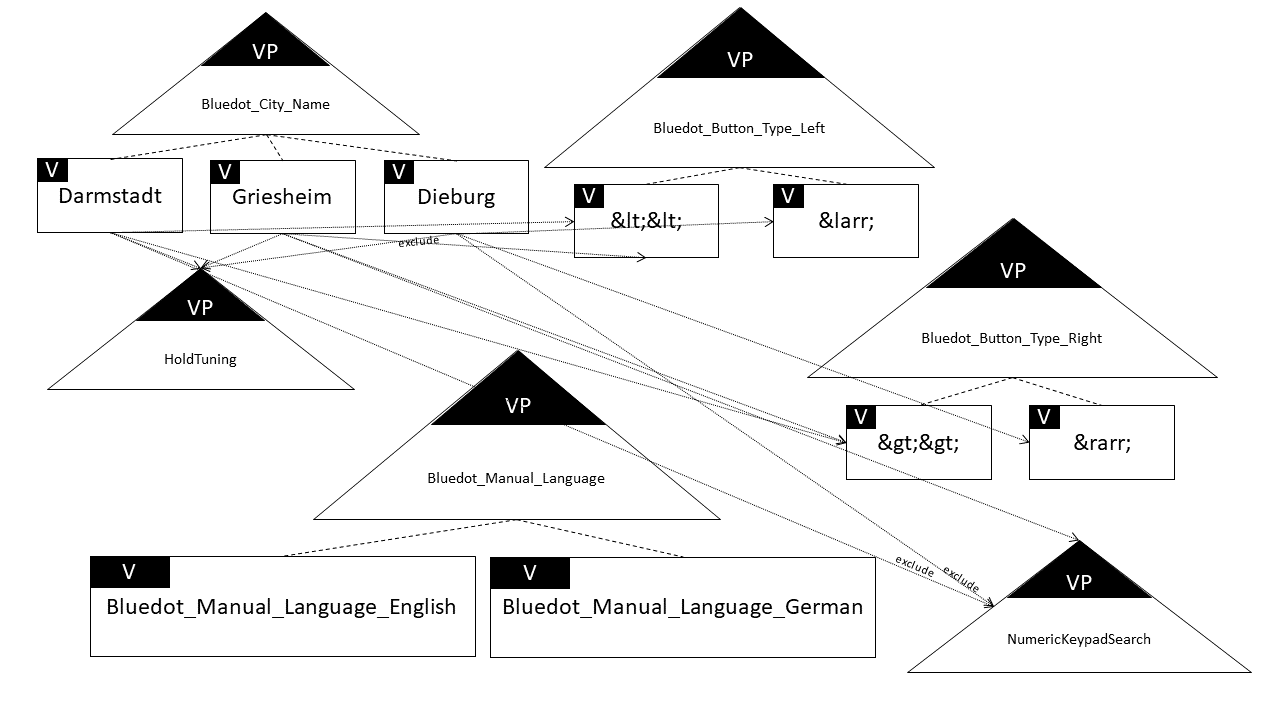 VP
Bluedot_City_Name
VP
Bluedot_Button_Type_Left
V
Darmstadt
V
Griesheim
V
Dieburg
V
&lt;&lt;
V
&larr;
exclude
VP
HoldTuning
VP
Bluedot_Button_Type_Right
V
&gt;&gt;
V
&rarr;
VP
Bluedot_Manual_Language
V
Bluedot_Manual_Language_English
V
Bluedot_Manual_Language_German
exclude
exclude
VP
NumericKeypadSearch